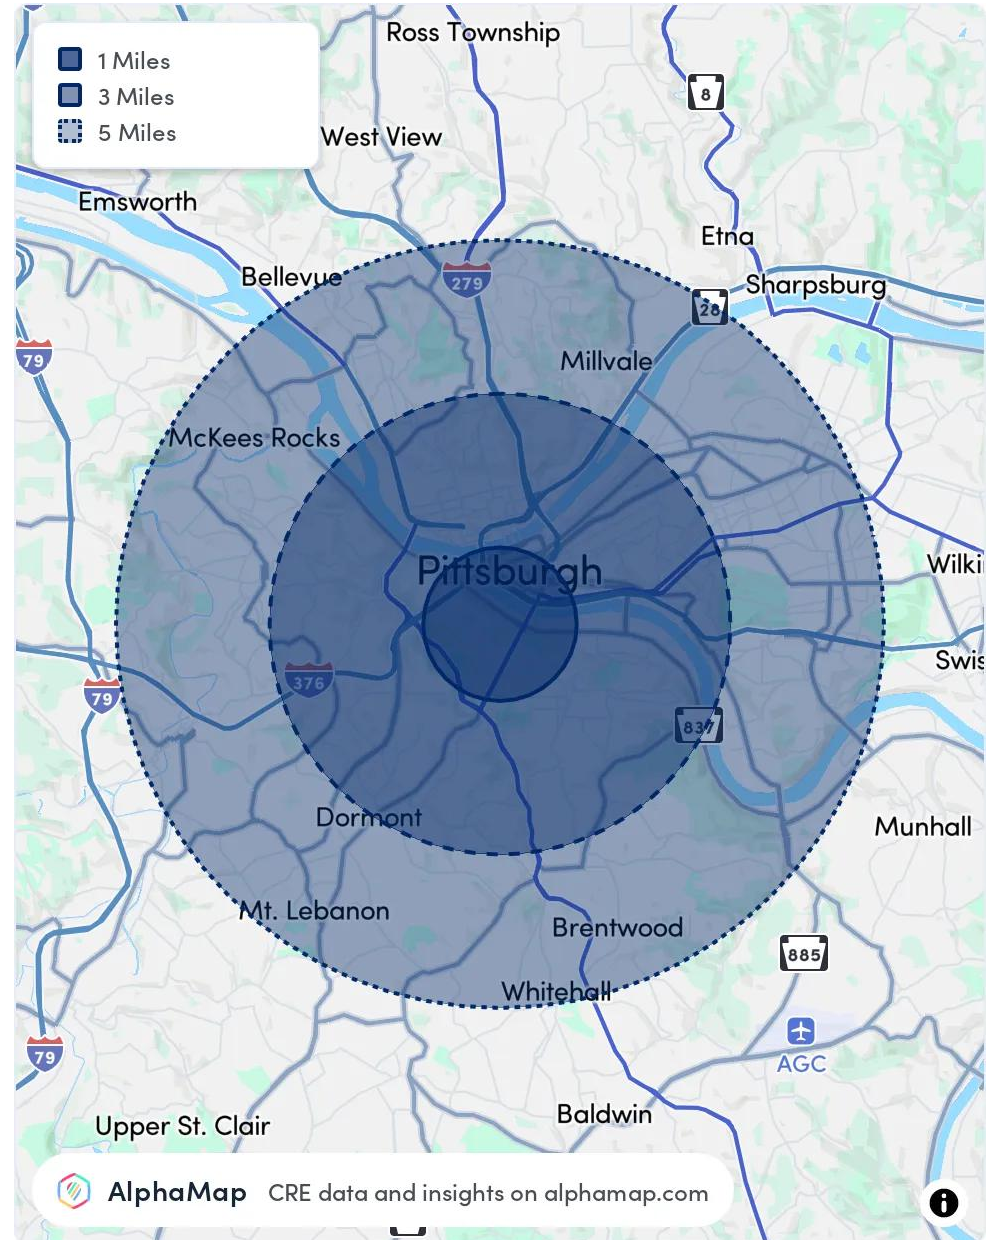 1 Miles
3 Miles
5 Miles
Ross Township
8
West View
Emsworth
Etna
Bellevue
279
Sharpsburg
28
79
Millvale
McKees Rocks
Pittsburgh
Wilki
Swis
376
79
837
Dormont
Munhall
Mt. Lebanon
Brentwood
885
Whitehall
79
AGC
Baldwin
Upper St. Clair
AlphaMap CRE data and insights on alphamap.com
i